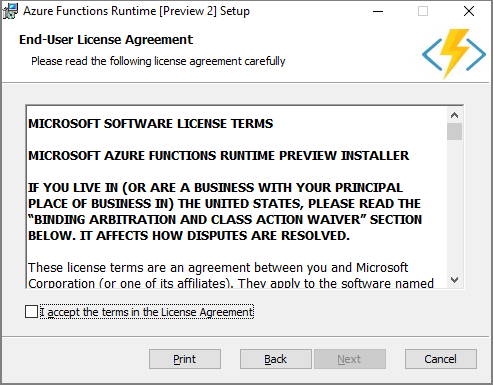 Azure Functions Runtime [Preview 2] Setup
End-User License Agreement
Please read the following license agreement carefully
MICROSOFT SOFTWARE LICENSE TERMS
MICROSOFT AZURE FUNCTIONS RUNTIME PREVIEW INSTALLER
IF YOU LIVE IN (OR ARE A BUSINESS WITH YOUR PRINCIPAL
PLACE OF BUSINESS IN) THE UNITED STATES, PLEASE READ THE
“BINDING ARBITRATION AND CLASS ACTION WAIVER” SECTION
BELOW. IT AFFECTS HOW DISPUTES ARE RESOLVED.
These license terms are an agreement between you and Microsoft
Corporation (or one of its affiliates). They apply to the software named
I accept the terms in the License Agreement
Print Back Next Cancel